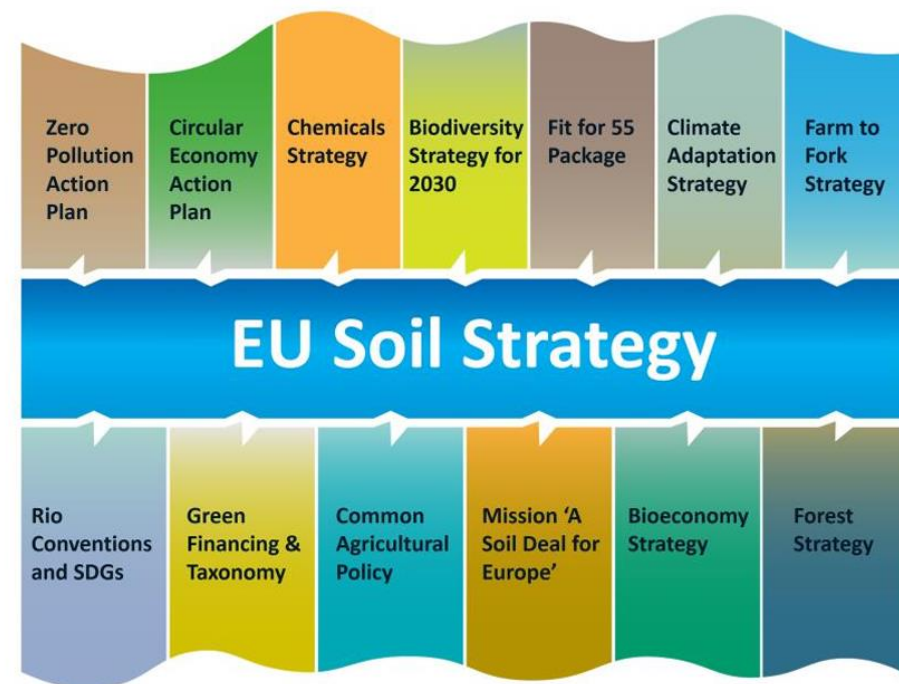 Zero
Pollution
Action
Plan
Circular
Economy
Action
Plan
Chemicals
Strategy
Biodiversity
Strategy for
2030
Fit for 55
Package
Climate
Adaptation
Strategy
Farm to
Fork
Strategy
EU Soil Strategy
Rio
Conventions
and SDGs
Green
Financing &
Taxonomy
Common
Agricultural
Policy
Mission ‘A
Soil Deal for
Europe’
Bioeconomy
Strategy
Forest
Strategy